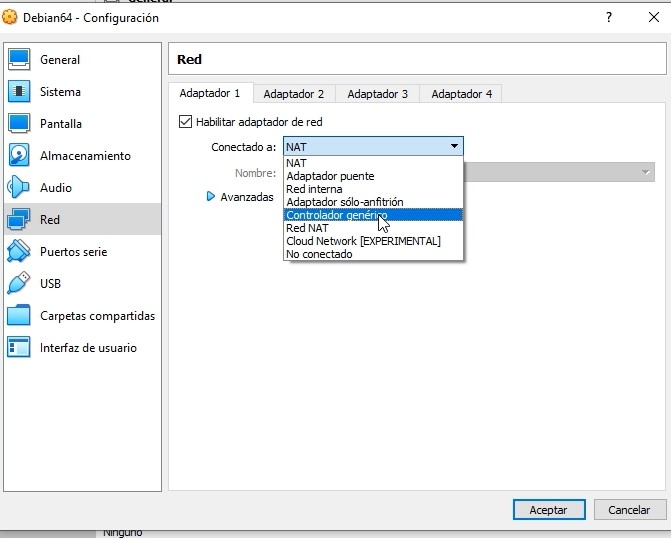 General
Debian64 - Configuración
?
General
Sistema
Pantalla
Almacenamiento
Audio
Red
Puertos serie
USB
Carpetas compartidas
Interfaz de usuario
Red
Adaptador 1 Adaptador 2 Adaptador 3 Adaptador 4
Habilitar adaptador de red
Conectado a: NAT
Nombre:
Avanzadas
NAT
Adaptador puente
Red interna
Adaptador sólo-anfitrión
Controlador genérico
Red NAT
Cloud Network [EXPERIMENTAL]
No conectado
Aceptar Cancelar
Ninguno